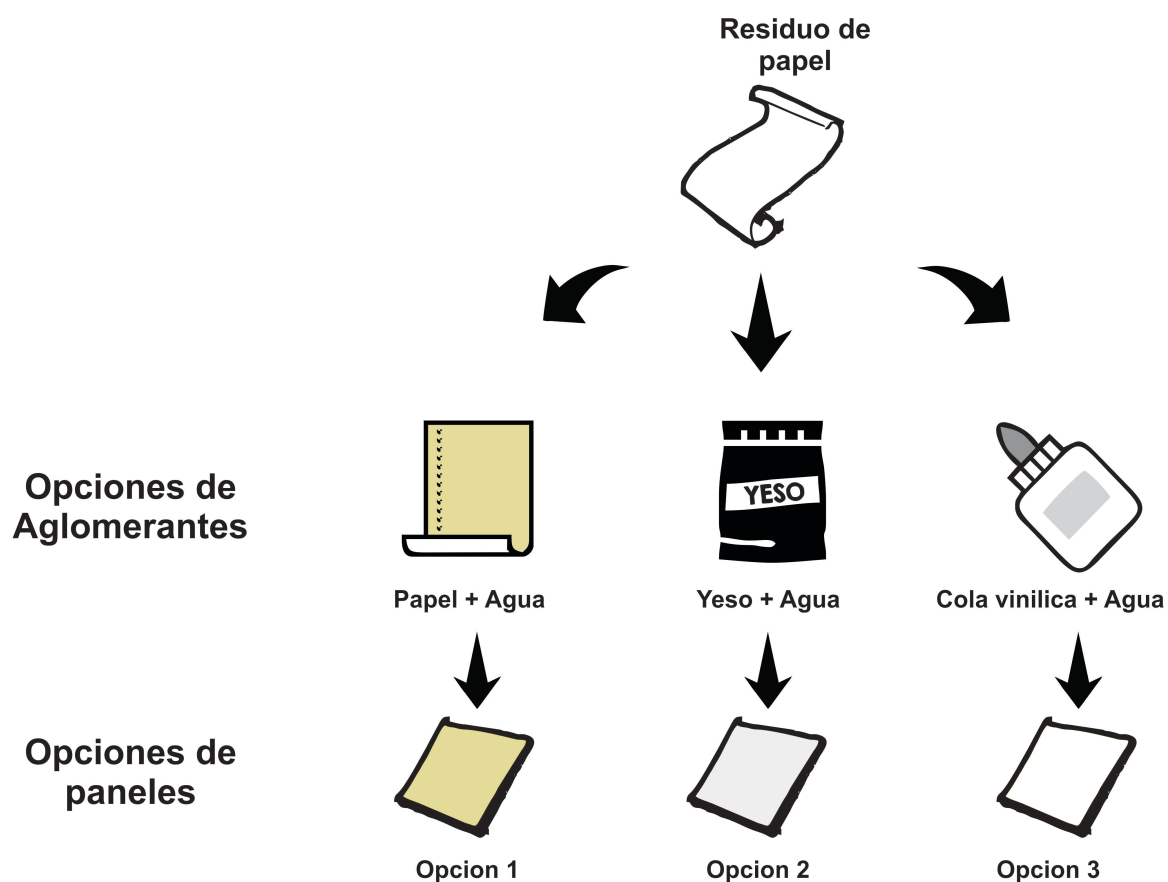 Residuo de
papel
Opciones de
Aglomerantes
YESO
Papel + Agua
Yeso + Agua
Cola vinilica + Agua
Opciones de
paneles
Opcion 1
Opcion 2
Opcion 3